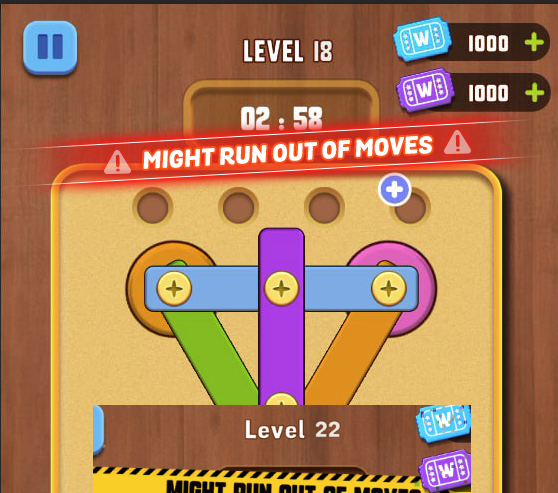 LEVEL 18
W 1000 +
W 1000 +
02 : 58
MIGHT RUN OUT OF MOVES
Level 22
W
W
MIGHT RUN OUT OF MOVES